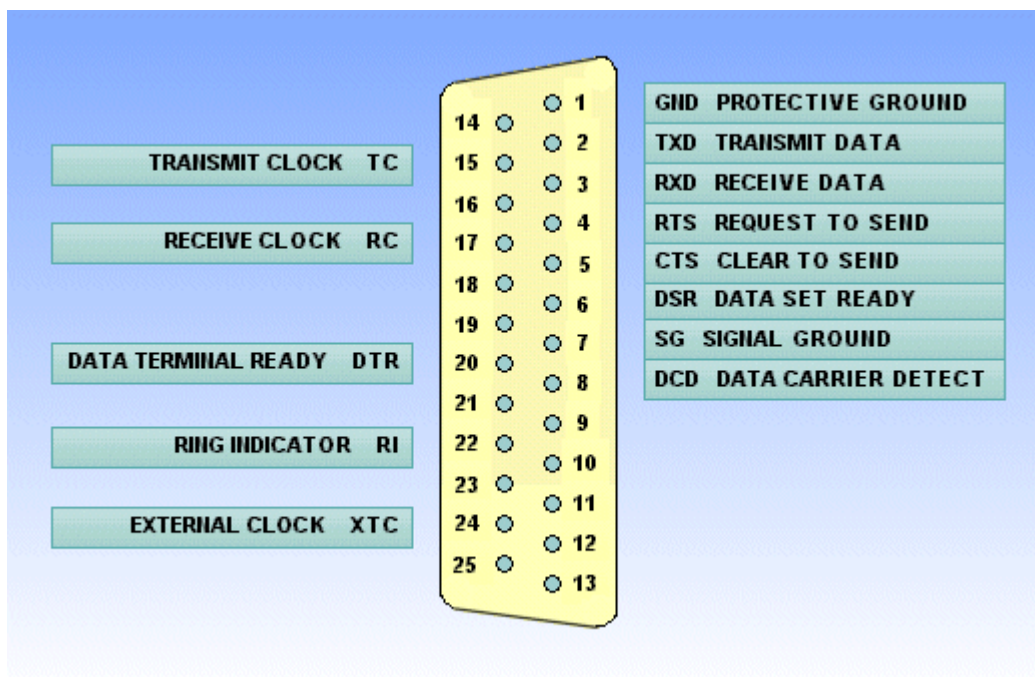 TRANSMIT CLOCK TC
RECEIVE CLOCK RC
DATA TERMINAL READY DTR
RING INDICATOR RI
EXTERNAL CLOCK XTC
14
15
16
17
18
19
20
21
22
23
24
25
1
2
3
4
5
6
7
8
9
10
11
12
13
GND PROTECTIVE GROUND
TXD TRANSMIT DATA
RXD RECEIVE DATA
RTS REQUEST TO SEND
CTS CLEAR TO SEND
DSR DATA SET READY
SG SIGNAL GROUND
DCD DATA CARRIER DETECT